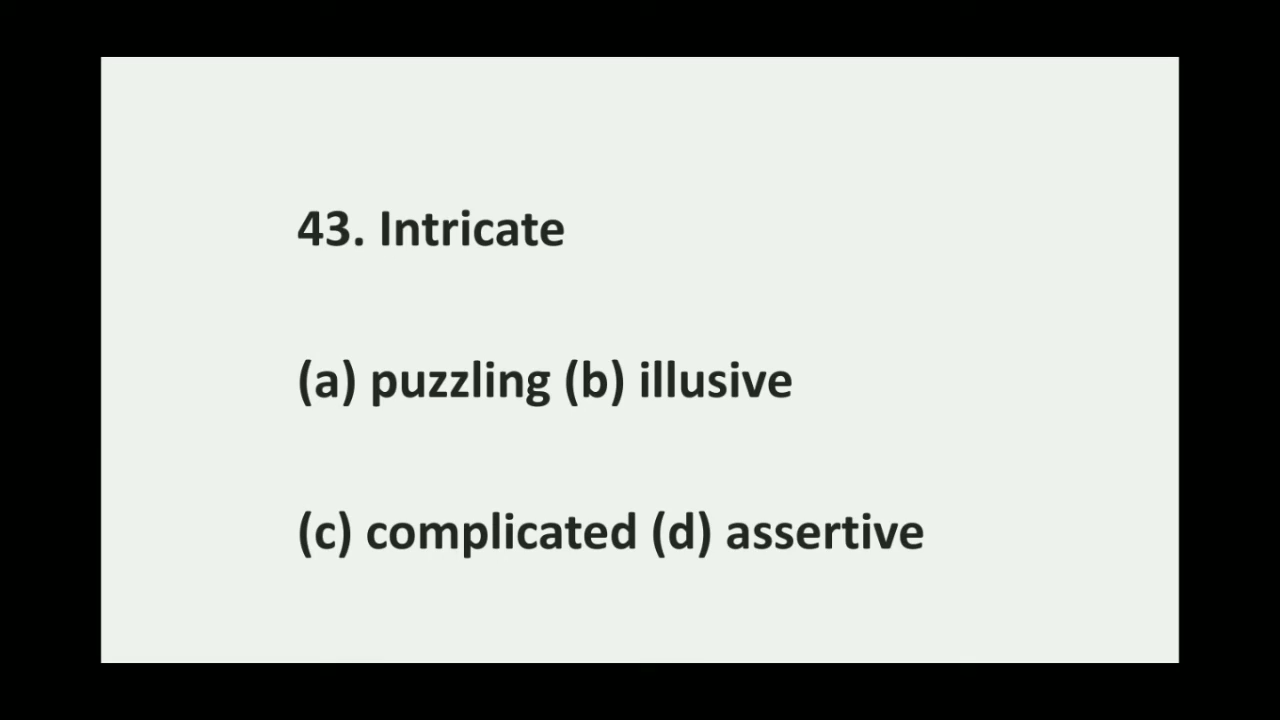 43. Intricate
(a) puzzling (b) illusive
(c) complicated (d) assertive